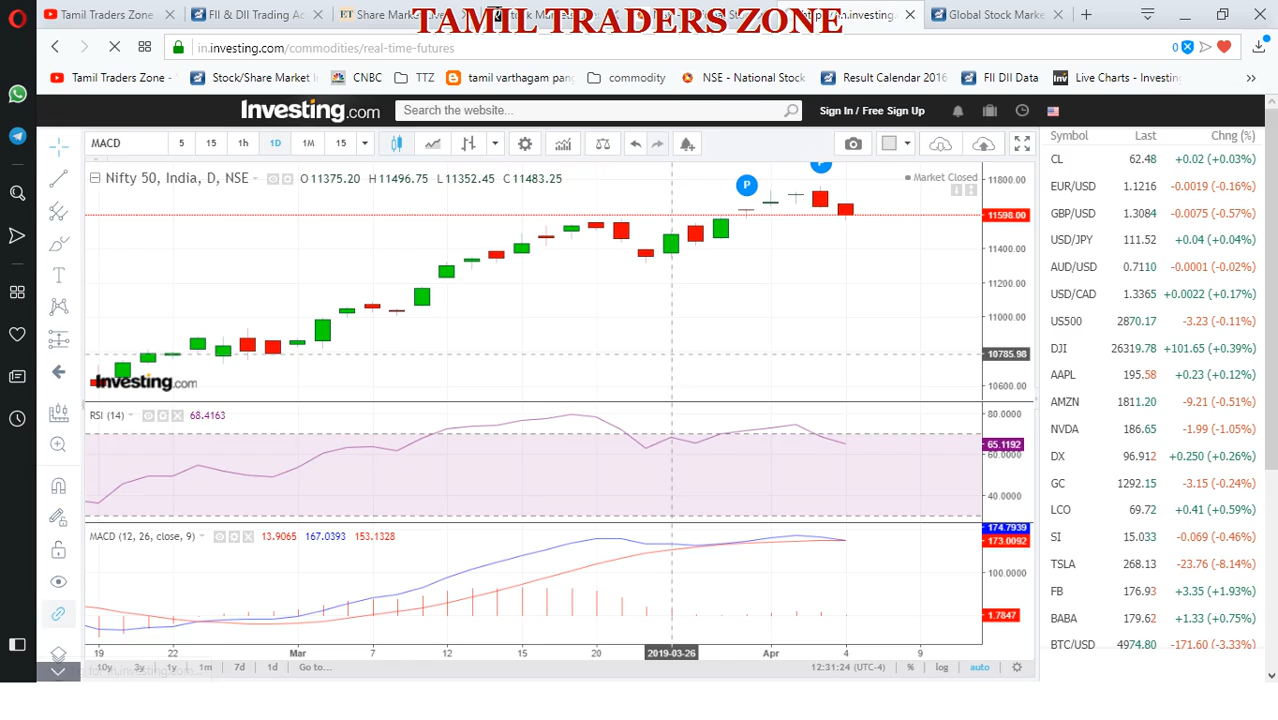 Tamil Traders Zone
FII & DII Trading Ac
Share Market Live
Global Stock Mark
TAMIL TRADERS ZONE
in.investing.com/commodities/real-time-futures
0
Tamil Traders Zone -
Stock/Share Market I
CNBC
TTZ
tamil varthagam pan
commodity
NSE - National Stock
Result Calendar 2016
FII DII Data
Inv
Live Charts - Investin
»
Investing.com
Search the website...
Sign In / Free Sign Up
MACD 5 15 1h 1D 1M 15
Nifty 50, India, D, NSE O 11375.20 H 11496.75 L 11352.45 C 11483.25
Market Closed
P
P
11800.00
11598.00
11400.00
11200.00
11000.00
10785.98
10600.00
Investing.com
RSI (14) 68.4163
80.0000
65.1192
60.0000
40.0000
MACD (12, 26, close, 9) 13.9065 167.0393 153.1328
174.7939
173.0092
100.0000
1.7847
19 22 Mar 7 12 15 20 2019-03-26 Apr 4 9
10y 3y 1y 1m 7d 1d Go to...
12:31:24 (UTC-4) % log auto
Symbol Last Chng (%)
CL 62.48 +0.02 (+0.03%)
EUR/USD 1.1216 -0.0019 (-0.16%)
GBP/USD 1.3084 -0.0075 (-0.57%)
USD/JPY 111.52 +0.04 (+0.04%)
AUD/USD 0.7110 -0.0001 (-0.02%)
USD/CAD 1.3365 +0.0022 (+0.17%)
US500 2870.17 -3.23 (-0.11%)
DJI 26319.78 +101.65 (+0.39%)
AAPL 195.58 +0.23 (+0.12%)
AMZN 1811.20 -9.21 (-0.51%)
NVDA 186.65 -1.99 (-1.05%)
DX 96.912 +0.250 (+0.26%)
GC 1292.15 -3.15 (-0.24%)
LCO 69.72 +0.41 (+0.59%)
SI 15.033 -0.069 (-0.46%)
TSLA 268.13 -23.76 (-8.14%)
FB 176.93 +3.35 (+1.93%)
BABA 179.62 +1.33 (+0.75%)
BTC/USD 4974.80 -171.60 (-3.33%)